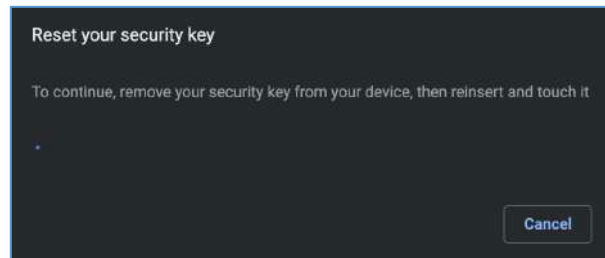 Reset your security key
To continue, remove your security key from your device, then reinsert and touch it
Cancel